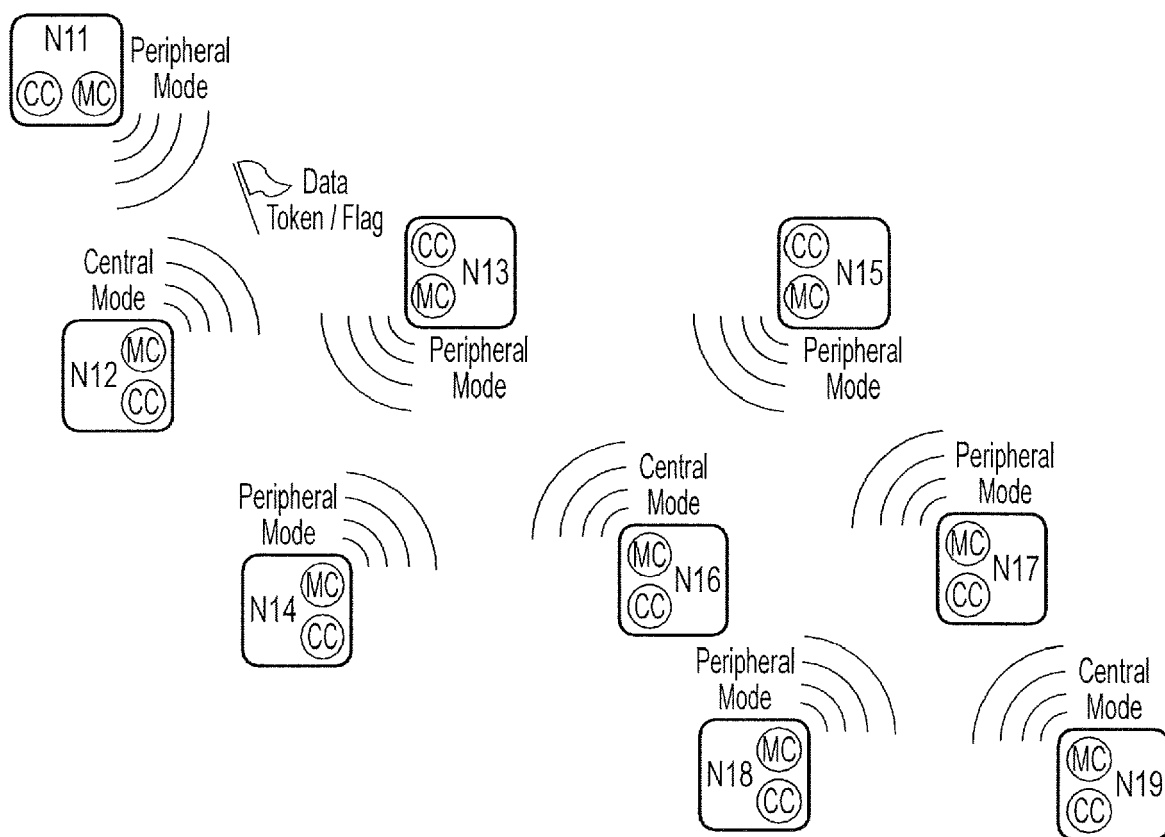 N11
CC MC
Peripheral
Mode
Data
Token / Flag
Central
Mode
MC
N12
CC
CC
N13
MC
Peripheral
Mode
CC
N15
MC
Peripheral
Mode
Peripheral
Mode
MC
N14
CC
Central
Mode
MC
N16
CC
Peripheral
Mode
MC
N17
CC
Peripheral
Mode
MC
N18
CC
Central
Mode
MC
N19
CC